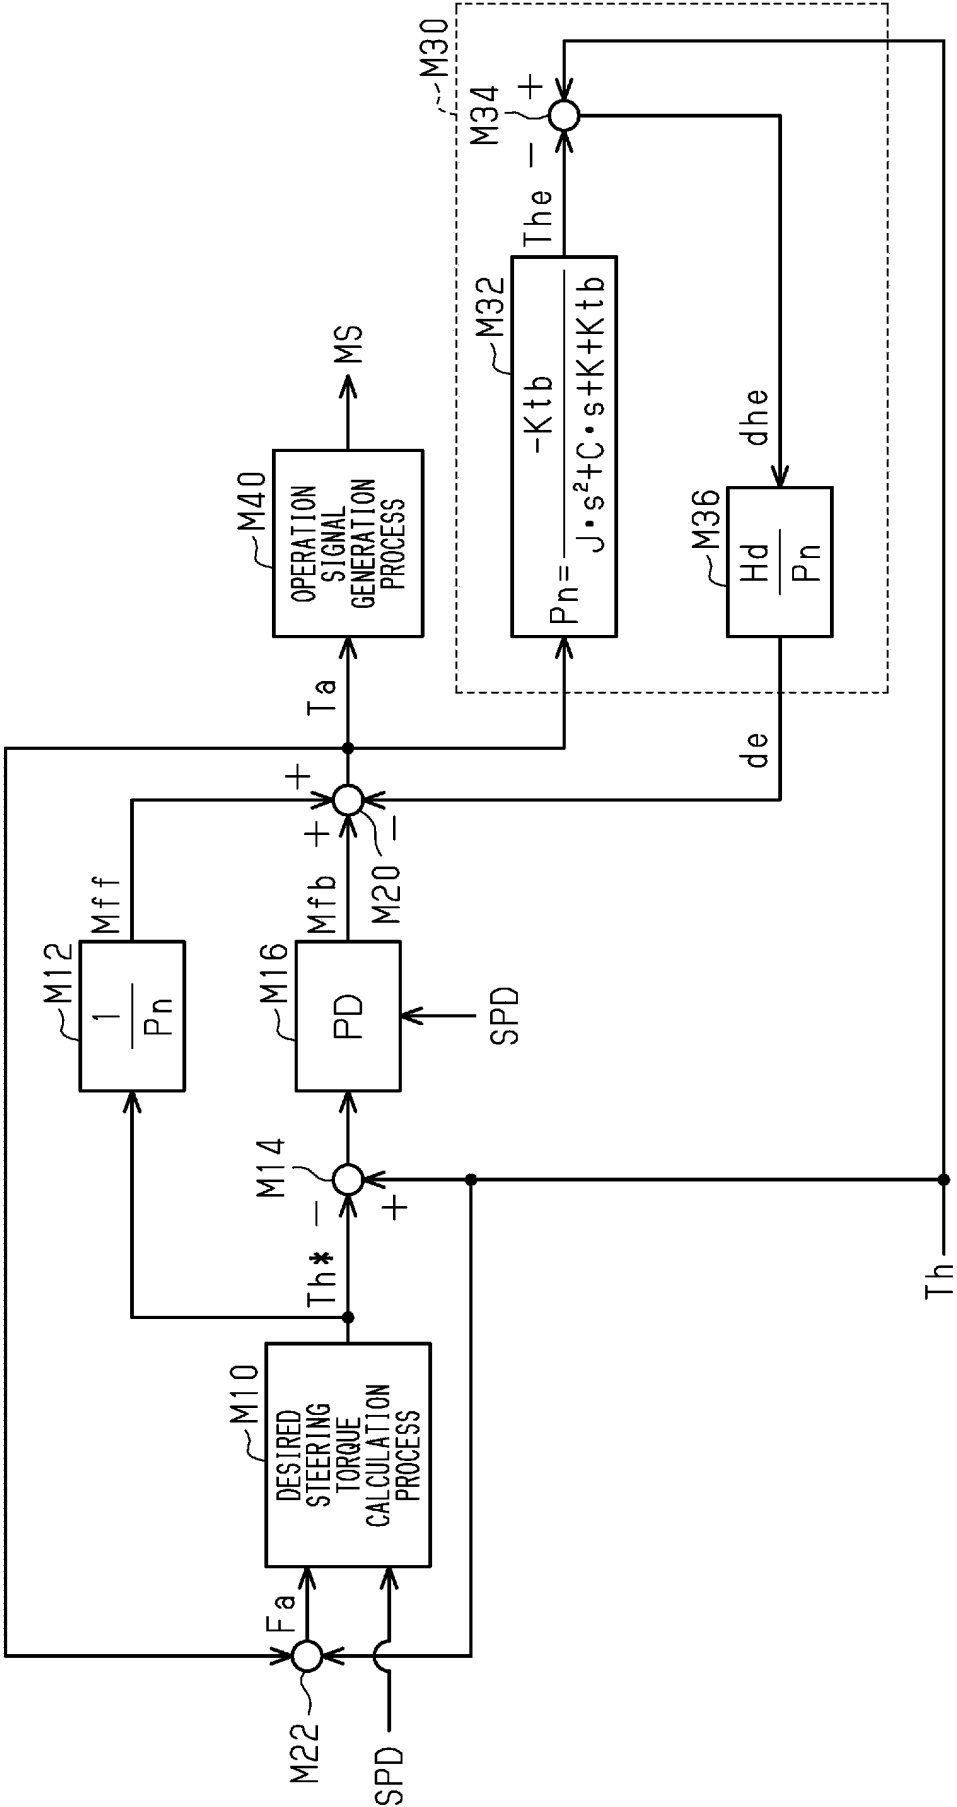 M22
SPD
Fa
M10
DESIRED
STEERING
TORQUE
CALCULATION
PROCESS
Th*
M14
−
+
M12
1
Pn
Mff
M16
PD
SPD
Mfb
M20
+
+
−
Ta
M40
OPERATION
SIGNAL
GENERATION
PROCESS
MS
M30
M32
Pn=
-Ktb
J·s²+C·s+K+Ktb
The
M34
−
+
dhe
M36
Hd
Pn
de
Th